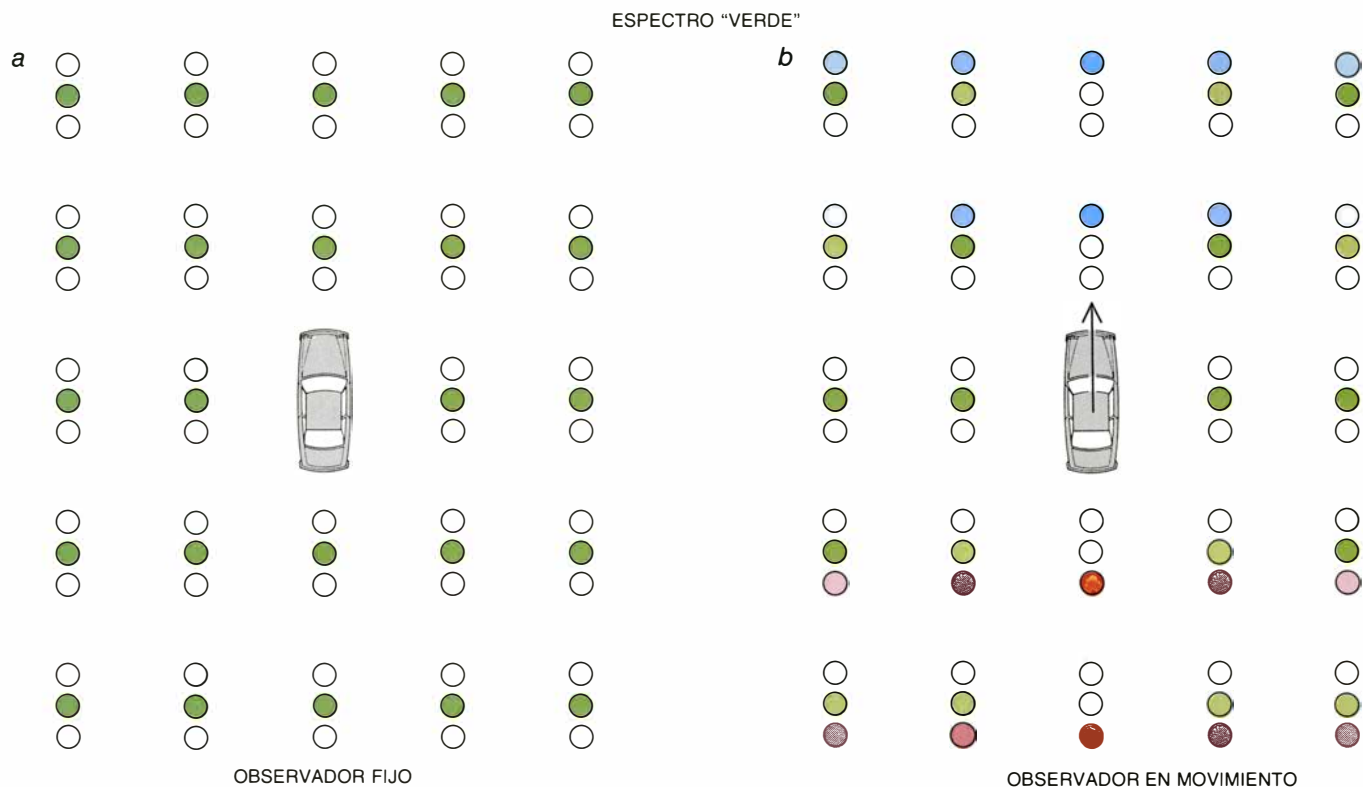 ESPECTRO “VERDE”
a
b
OBSERVADOR FIJO
OBSERVADOR EN MOVIMIENTO